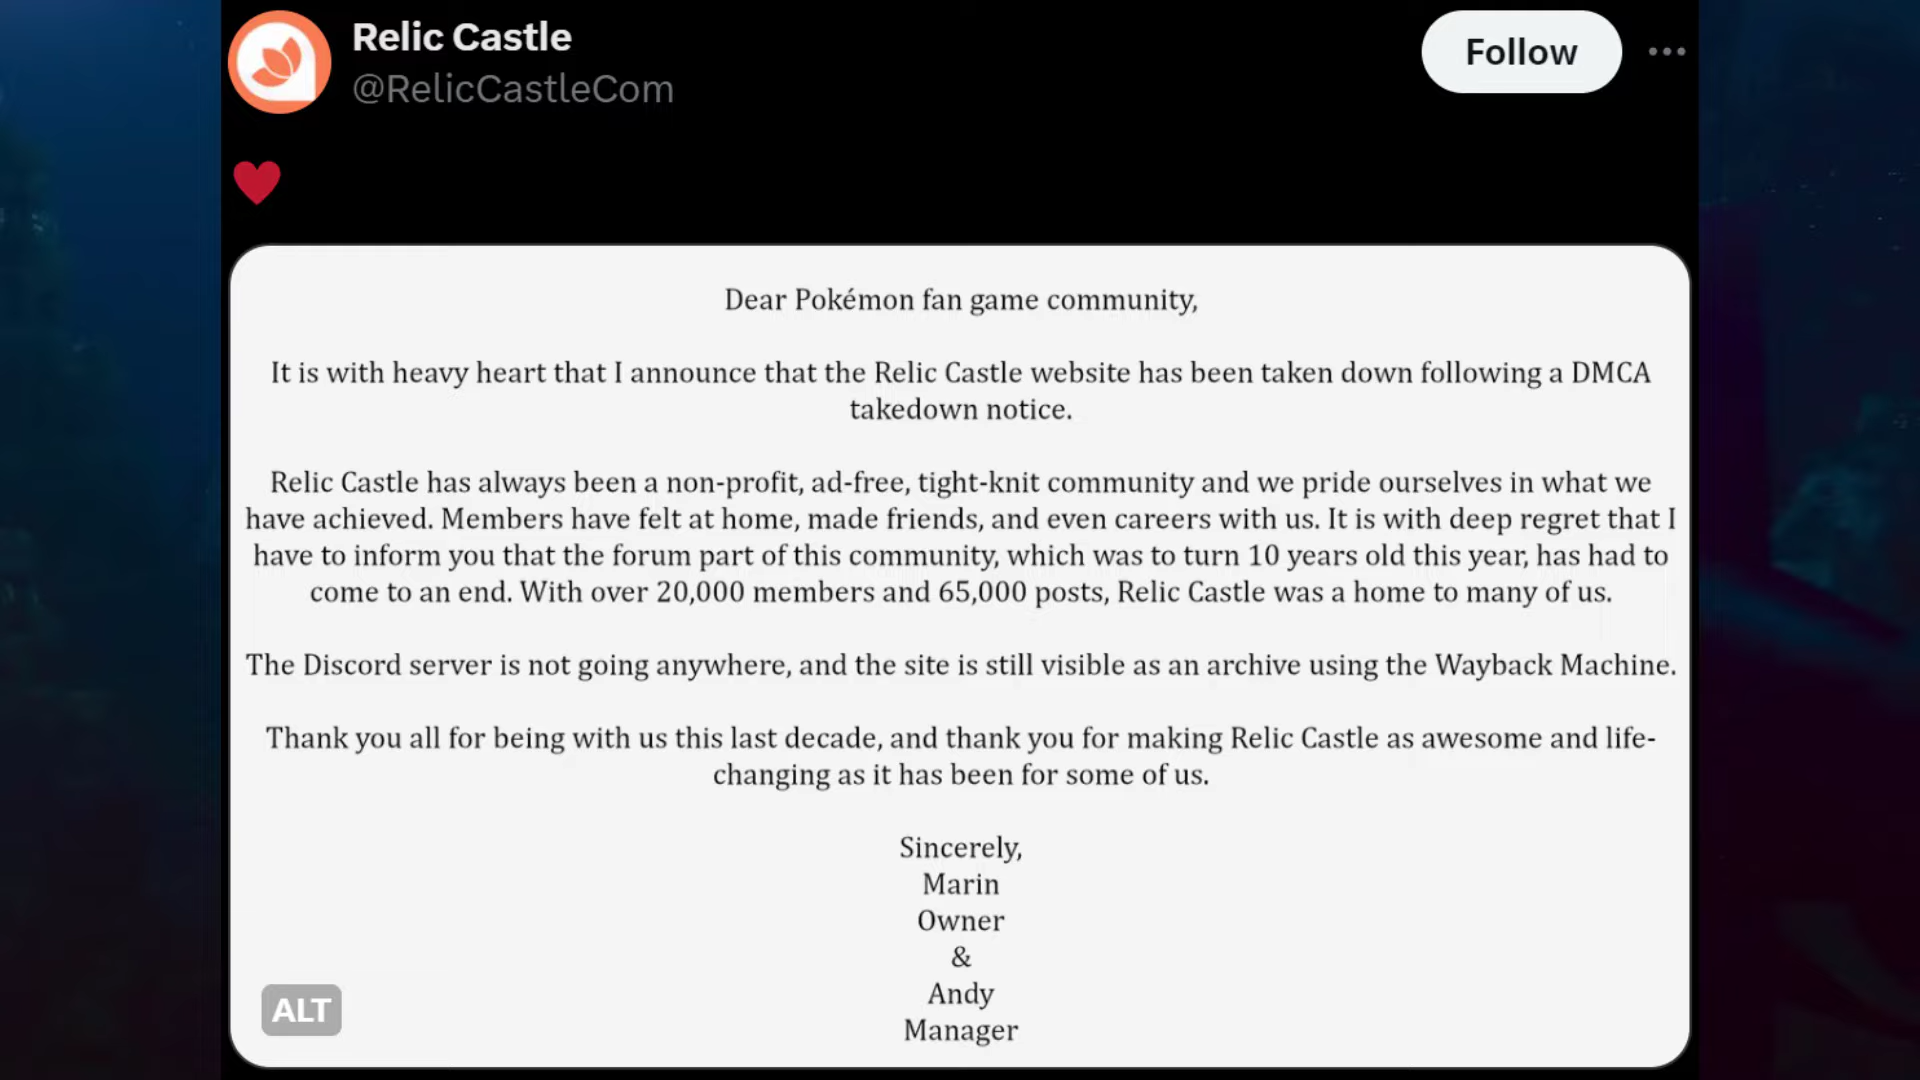 Relic Castle
@RelicCastleCom
Follow
Dear Pokémon fan game community,
It is with heavy heart that I announce that the Relic Castle website has been taken down following a DMCA
takedown notice.
Relic Castle has always been a non-profit, ad-free, tight-knit community and we pride ourselves in what we
have achieved. Members have felt at home, made friends, and even careers with us. It is with deep regret that I
have to inform you that the forum part of this community, which was to turn 10 years old this year, has had to
come to an end. With over 20,000 members and 65,000 posts, Relic Castle was a home to many of us.
The Discord server is not going anywhere, and the site is still visible as an archive using the Wayback Machine.
Thank you all for being with us this last decade, and thank you for making Relic Castle as awesome and life-
changing as it has been for some of us.
Sincerely,
Marin
Owner
&
Andy
Manager
ALT